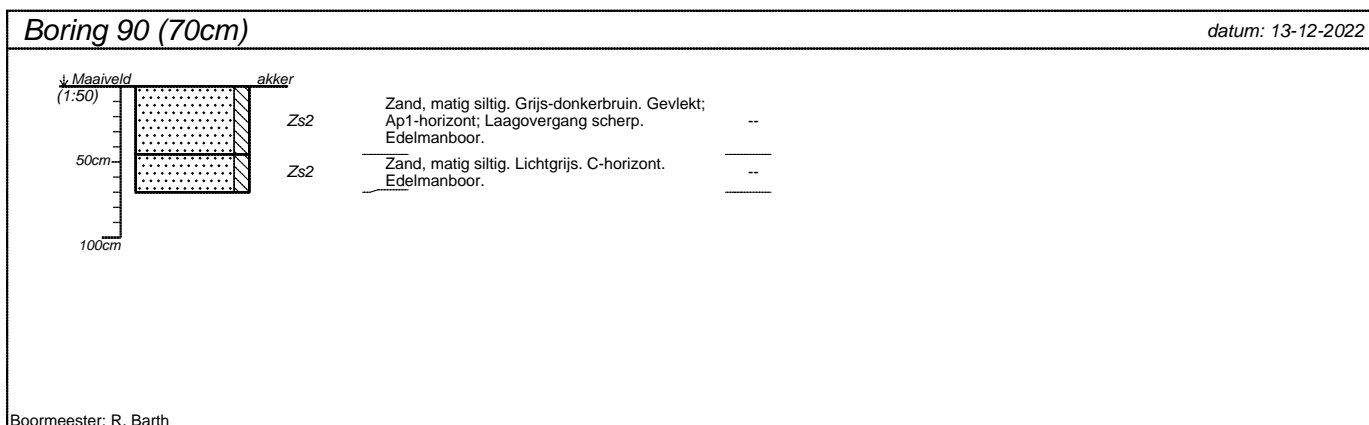 Boring 90 (70cm)
datum: 13-12-2022
Maaiveld
akker
(1:50)
Zs2
Zand, matig siltig. Grijs-donkerbruin. Gevlekt;
Ap1-horizont; Laagovergang scherp.
Edelmanboor.
--
50cm
Zs2
Zand, matig siltig. Lichtgrijs. C-horizont.
Edelmanboor.
--
100cm
Boormeester: R. Barth